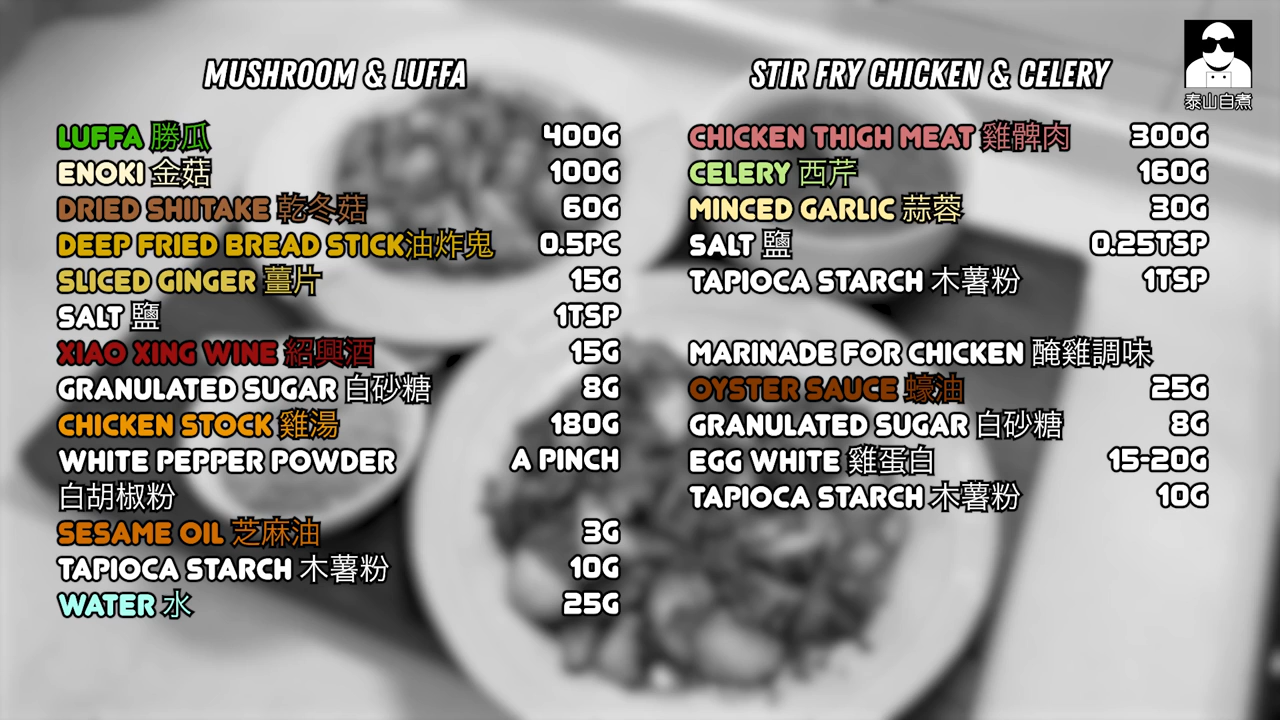 MUSHROOM & LUFFA
LUFFA 勝瓜 400G
ENOKI 金菇 100G
DRIED SHIITAKE 乾冬菇 60G
DEEP FRIED BREAD STICK油炸鬼 0.5PC
SLICED GINGER 薑片 15G
SALT 鹽 1TSP
XIAO XING WINE 紹興酒 15G
GRANULATED SUGAR 白砂糖 8G
CHICKEN STOCK 雞湯 180G
WHITE PEPPER POWDER A PINCH
白胡椒粉
SESAME OIL 芝麻油 3G
TAPIOCA STARCH 木薯粉 10G
WATER 水 25G
STIR FRY CHICKEN & CELERY
CHICKEN THIGH MEAT 雞髀肉 300G
CELERY 西芹 160G
MINCED GARLIC 蒜蓉 30G
SALT 鹽 0.25TSP
TAPIOCA STARCH 木薯粉 1TSP
MARINADE FOR CHICKEN 醃雞調味
OYSTER SAUCE 蠔油 25G
GRANULATED SUGAR 白砂糖 8G
EGG WHITE 雞蛋白 15-20G
TAPIOCA STARCH 木薯粉 10G
泰山自煮